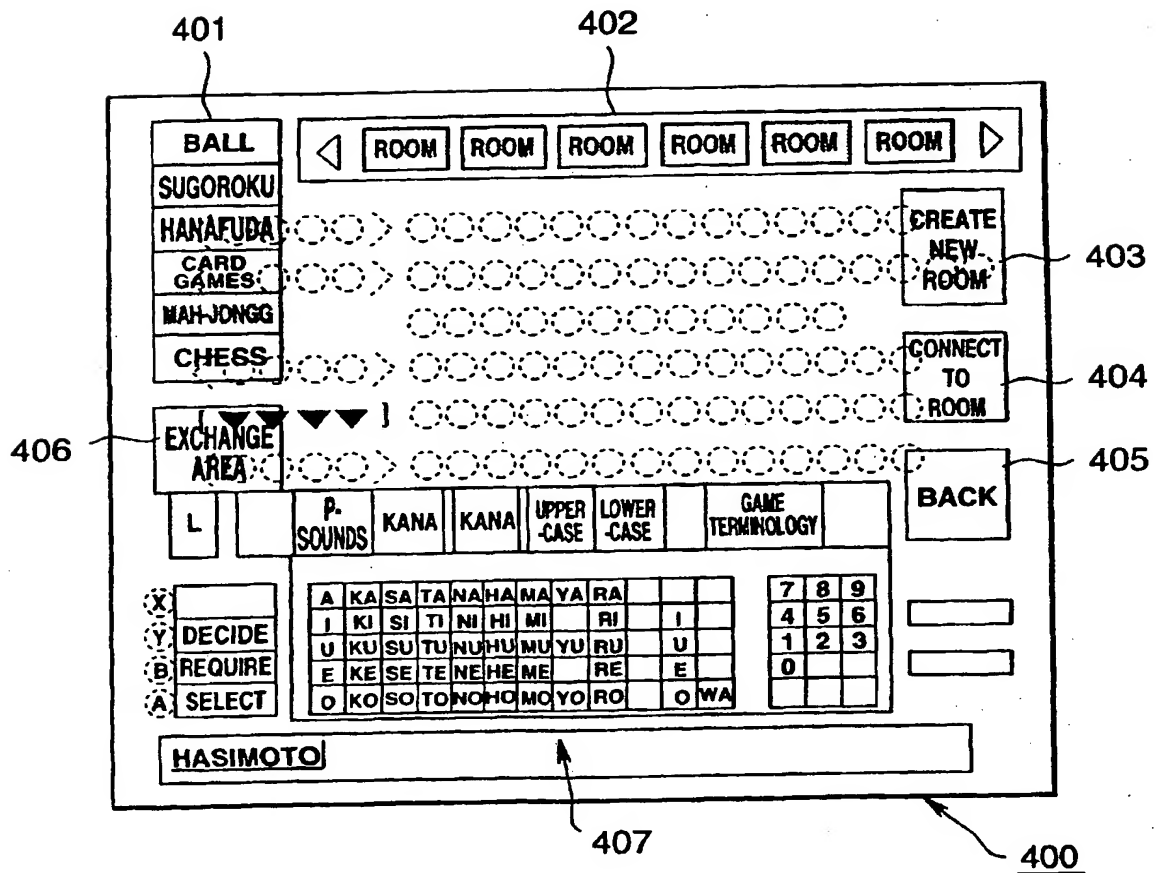 401
402
BALL
SUGOROKU
HANAFUDA
CARD GAMES
MAH-JONGG
CHESS
ROOM ROOM ROOM ROOM ROOM ROOM
CREATE
NEW
ROOM
403
CONNECT
TO
ROOM
404
406
EXCHANGE
AREA
405
BACK
L
P-
SOUNDS
KANA
KANA
UPPER
-CASE
LOWER
-CASE
GAME
TERMINOLOGY
A KA SA TA NA HA MA YA RA
I KI SI TI NI HI MI RI I
U KU SU TU NU HU MU YU RU U
E KE SE TE NE HE ME RE E
O KO SO TO NO HO MO YO RO O WA
7 8 9
4 5 6
1 2 3
0
X
Y DECIDE
B REQUIRE
A SELECT
HASIMOTO
407
400